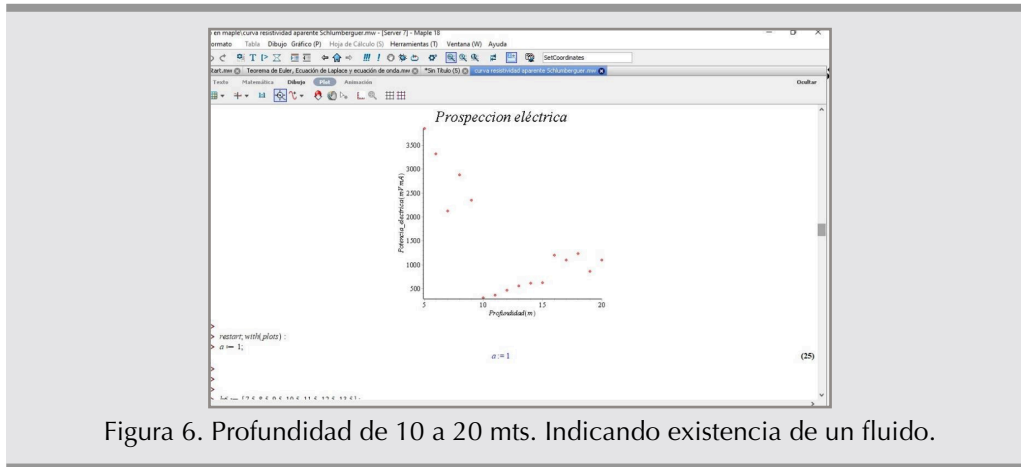 en maple\curva resistividad aparente Schlumberguer.mw - [Server 7] - Maple 18
ormato Tabla Dibujo Gráfico (P) Hoja de Cálculo (S) Herramientas (T) Ventana (W) Ayuda
SetCoordinates
tart.mw Teorema de Euler, Ecuación de Laplace y ecuación de onda.mw *Sin Título (5) curva resistividad aparente Schlumberguer.mw
Texto Matemática Dibujo Plot Animación Ocultar
Prospeccion eléctrica
3500
3000
2500
2000
1500
1000
500
Potencia_electrica(mV mA)
5 10 15 20
Profundidad(m)
>
> restart; with(plots) :
> a := 1;
a := 1 (25)
>
>
>
Figura 6. Profundidad de 10 a 20 mts. Indicando existencia de un fluido.